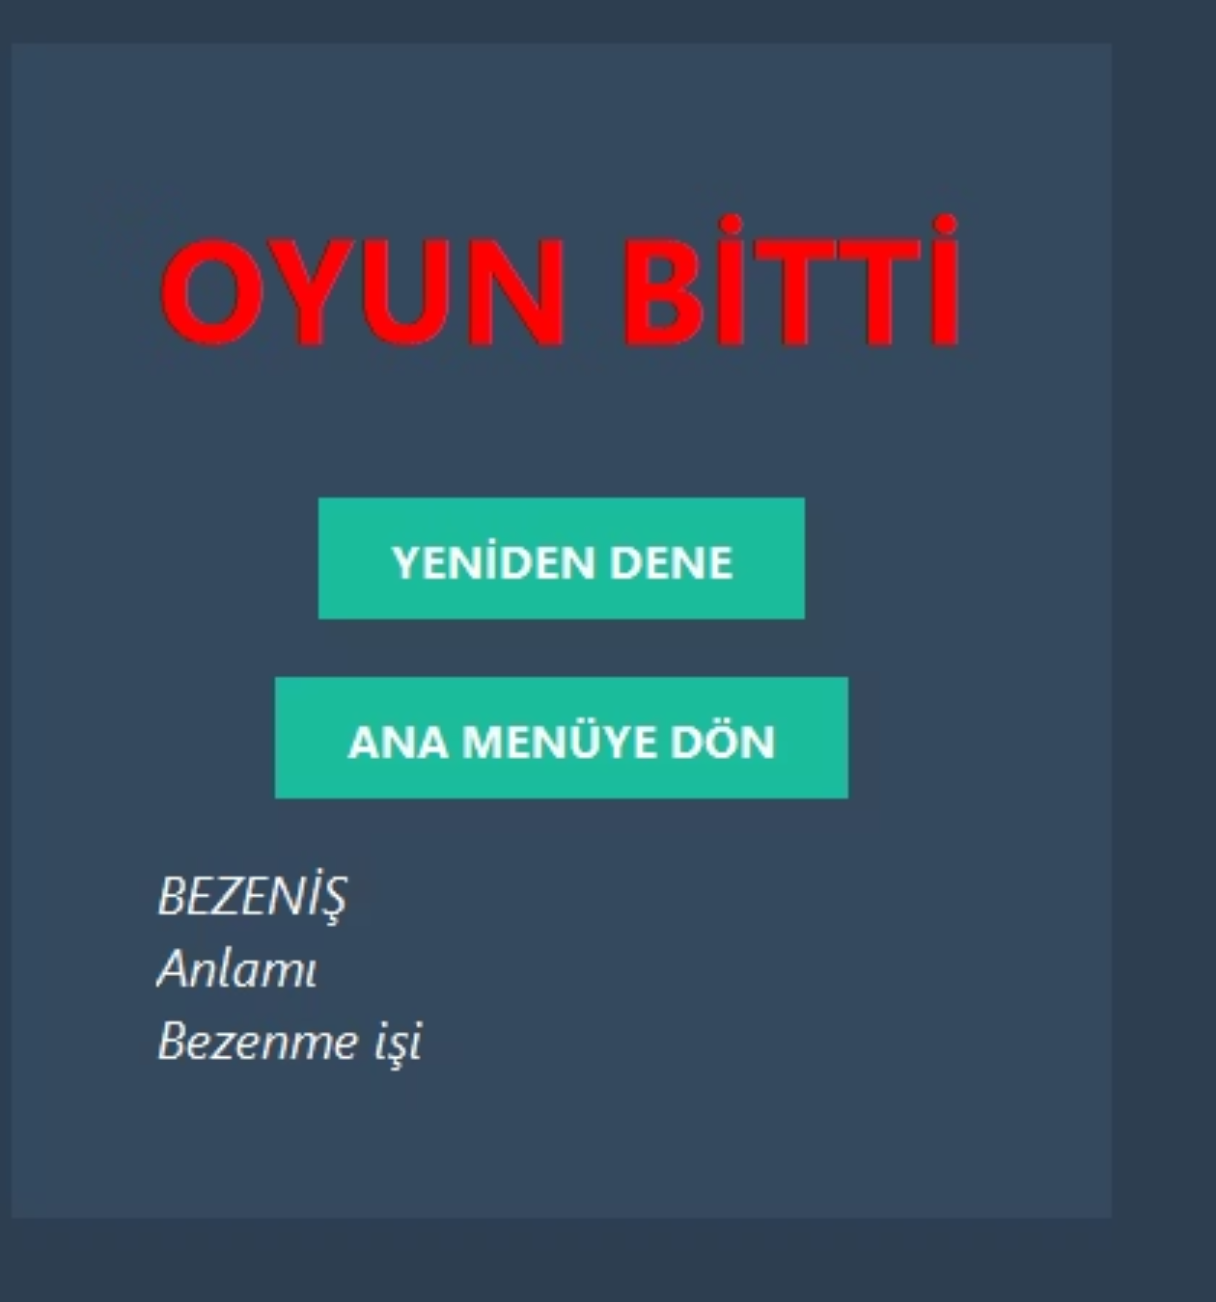 OYUN BİTTİ
YENİDEN DENE
ANA MENÜYE DÖN
BEZENİŞ
Anlamı
Bezenme işi